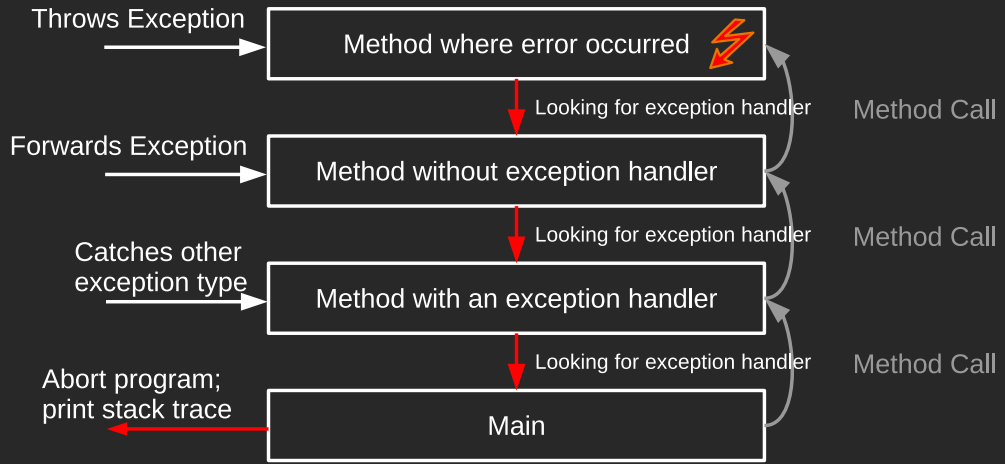 Throws Exception
Method where error occurred
Looking for exception handler
Method Call
Forwards Exception
Method without exception handler
Looking for exception handler
Method Call
Catches other
exception type
Method with an exception handler
Looking for exception handler
Method Call
Abort program;
print stack trace
Main